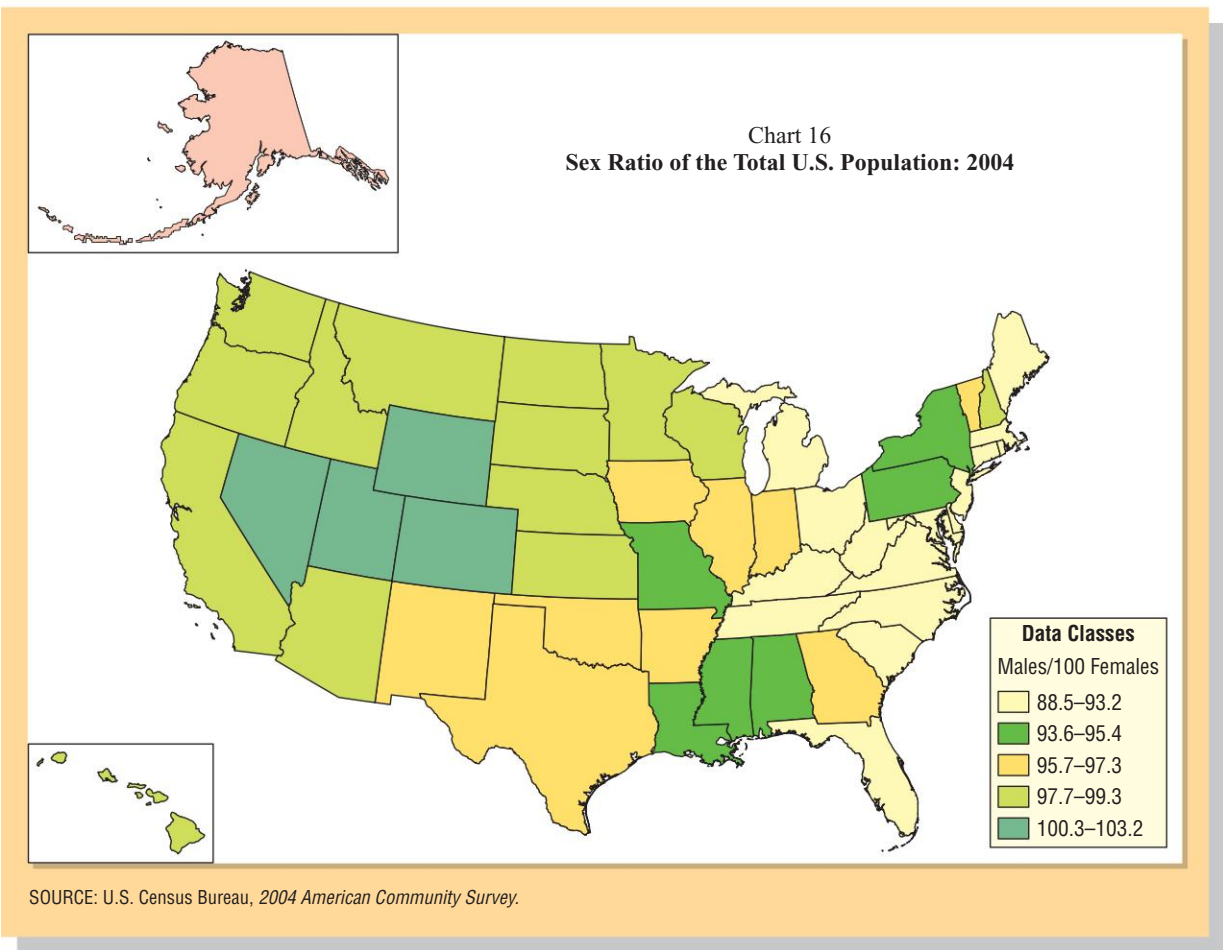 Chart 16
Sex Ratio of the Total U.S. Population: 2004
Data Classes
Males/100 Females
88.5–93.2
93.6–95.4
95.7–97.3
97.7–99.3
100.3–103.2
SOURCE: U.S. Census Bureau, 2004 American Community Survey.